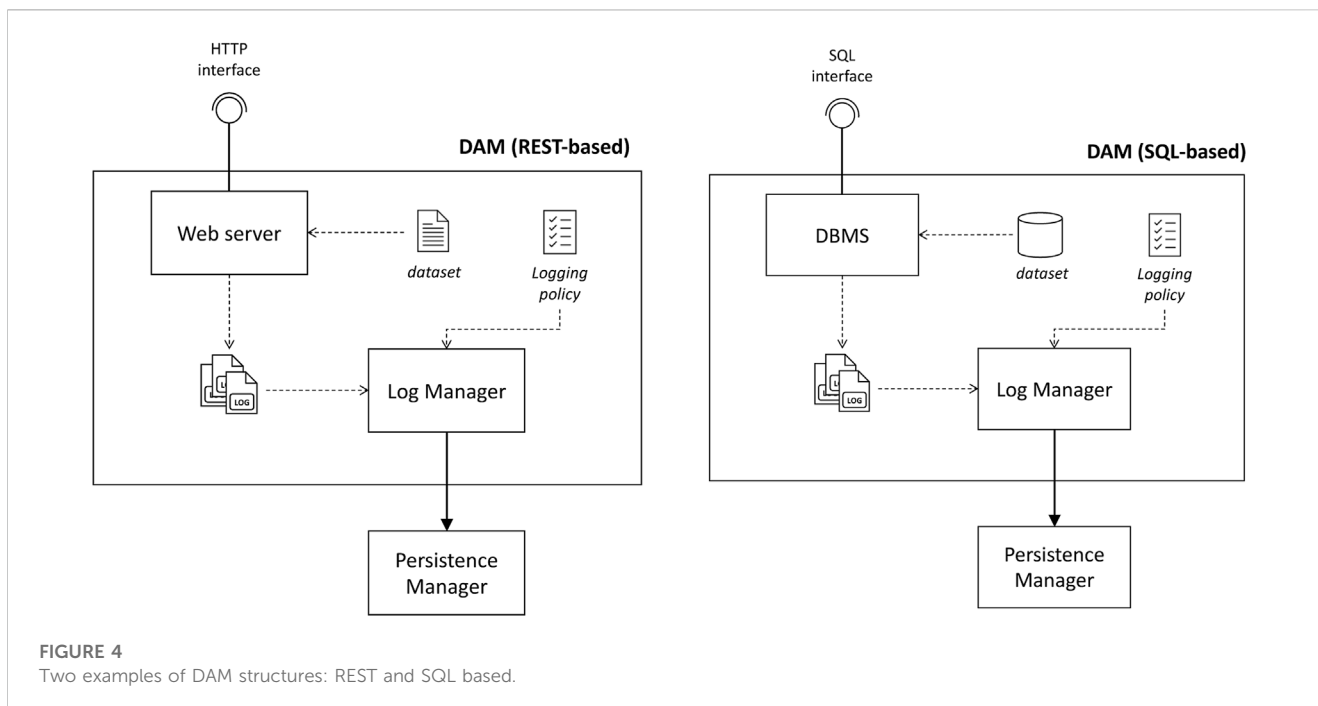 HTTP
interface
DAM (REST-based)
Web server
dataset
Logging
policy
LOG
LOG
Log Manager
Persistence
Manager
SQL
interface
DAM (SQL-based)
DBMS
dataset
Logging
policy
LOG
Log Manager
Persistence
Manager
FIGURE 4
Two examples of DAM structures: REST and SQL based.